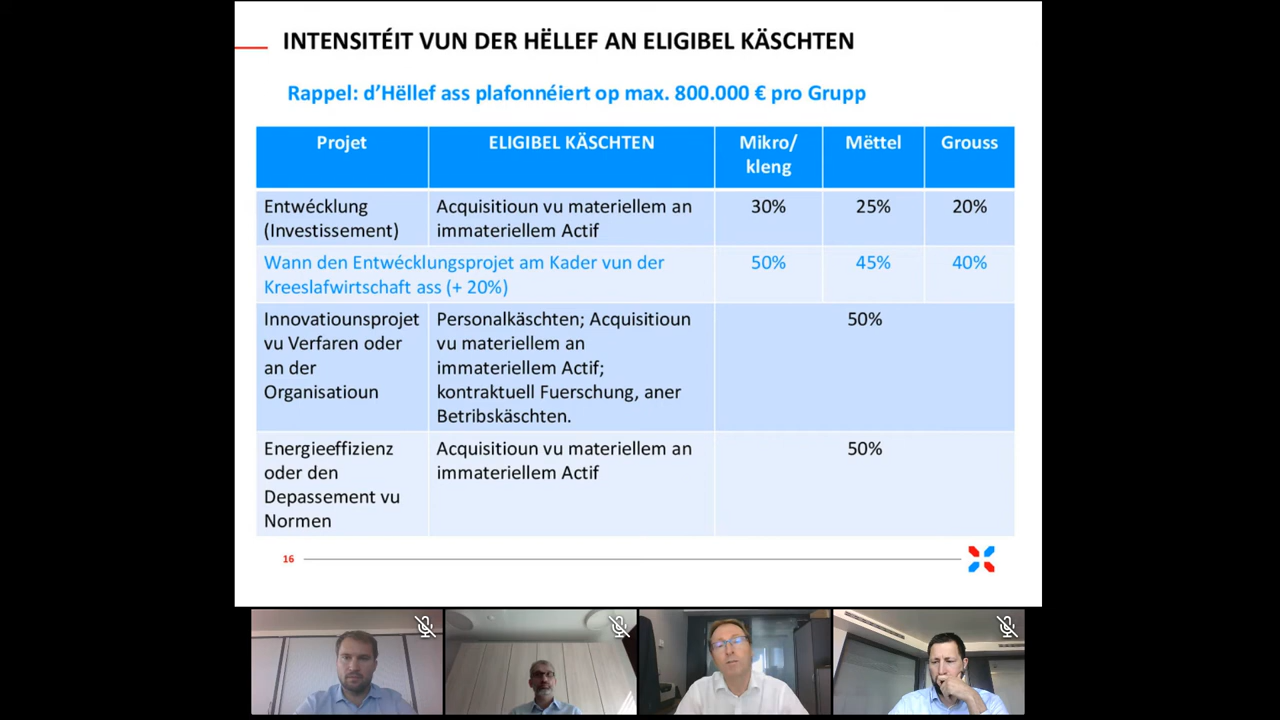 INTENSITÉIT VUN DER HËLLEF AN ELIGIBEL KÄSCHTEN
Rappel: d’Hëllef ass plafonnéiert op max. 800.000 € pro Grupp
Projet
ELIGIBEL KÄSCHTEN
Mikro/
kleng
Mëttel
Grouss
Entwécklung
(Investissement)
Acquisitioun vu materiellem an
immateriellem Actif
30%
25%
20%
Wann den Entwécklungsprojet am Kader vun der
Kreeslafwirtschaft ass (+ 20%)
50%
45%
40%
Innovatiounsprojet
vu Verfaren oder
an der
Organisatioun
Personalkäschten; Acquisitioun
vu materiellem an
immateriellem Actif;
kontraktuell Fuerschung, aner
Betribskäschten.
50%
Energieeffizienz
oder den
Depassement vu
Normen
Acquisitioun vu materiellem an
immateriellem Actif
50%
16